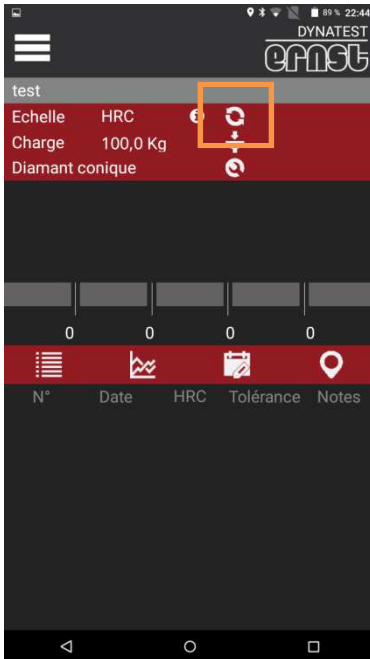 89 % 22:44
DYNATEST
ernst
test
Echelle HRC
Charge 100,0 Kg
Diamant conique
0 0 0 0
N° Date HRC Tolérance Notes